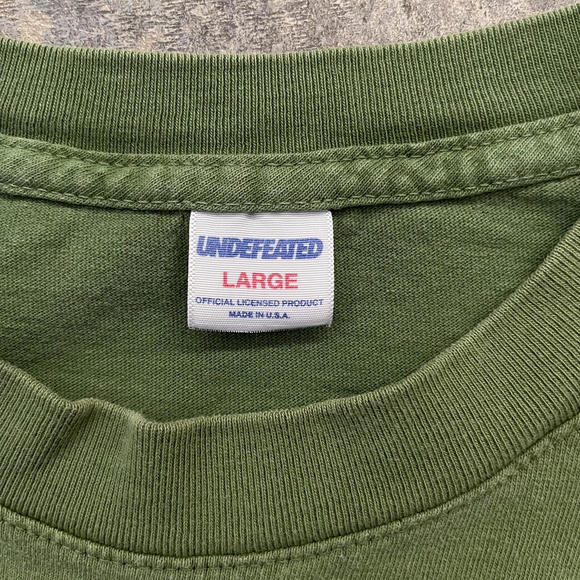 UNDEFEATED
LARGE
OFFICIAL LICENSED PRODUCT
MADE IN U.S.A.